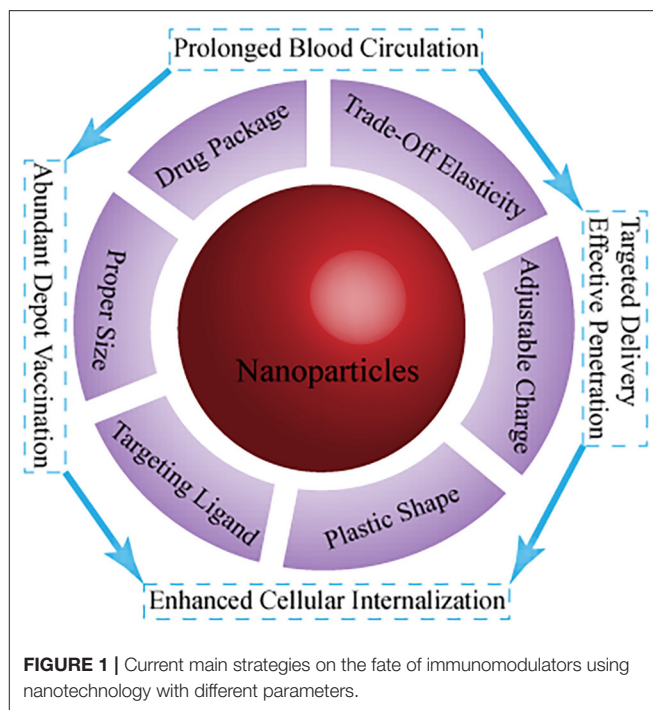 Prolonged Blood Circulation
Drug Package
Trade-Off Elasticity
Abundant Depot Vaccination
Proper Size
Nanoparticles
Adjustable Charge
Targeted Delivery
Effective Penetration
Targeting Ligand
Plastic Shape
Enhanced Cellular Internalization
FIGURE 1 | Current main strategies on the fate of immunomodulators using
nanotechnology with different parameters.